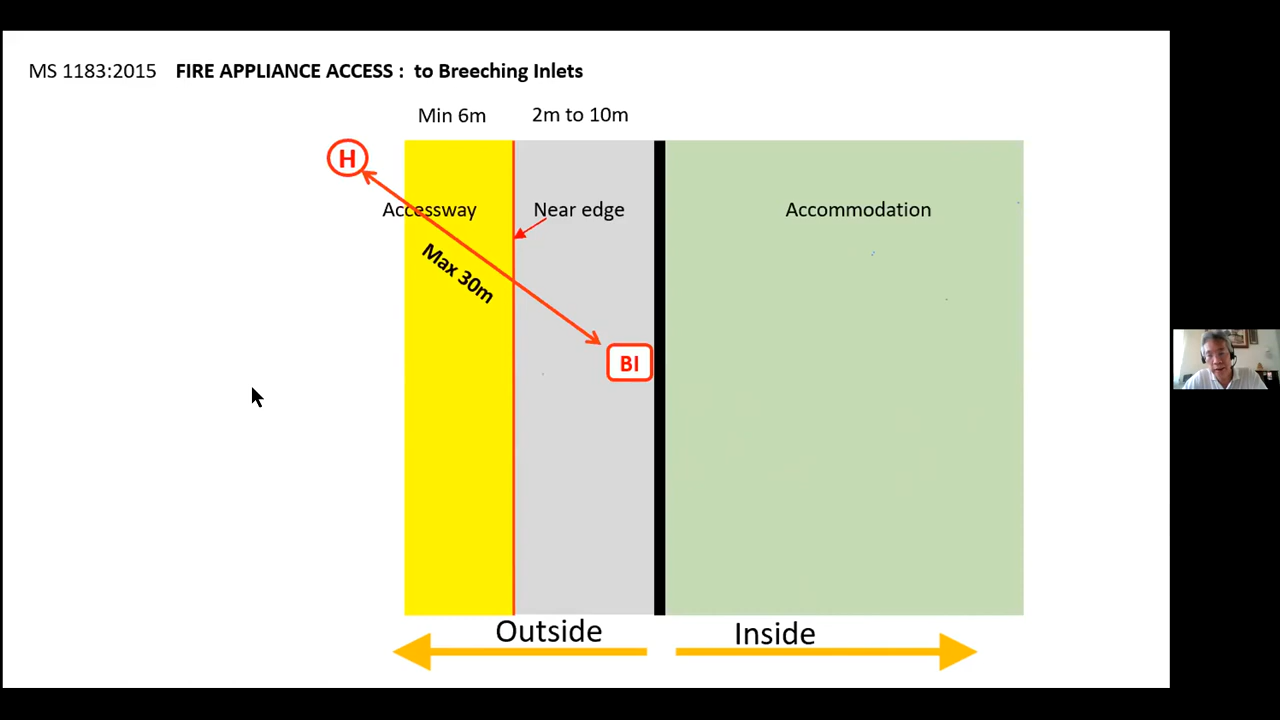 MS 1183:2015 FIRE APPLIANCE ACCESS : to Breeching Inlets
Min 6m
2m to 10m
H
Accessway
Near edge
Accommodation
Max 30m
BI
Outside
Inside